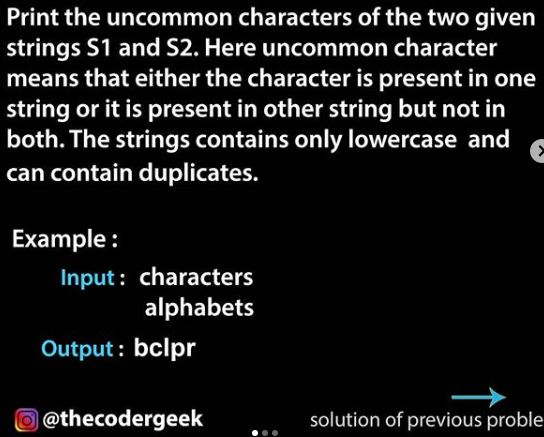 Print the uncommon characters of the two given
strings S1 and S2. Here uncommon character
means that either the character is present in one
string or it is present in other string but not in
both. The strings contains only lowercase and
can contain duplicates.
Example :
Input : characters
alphabets
Output : bclpr
@thecodergeek
solution of previous proble